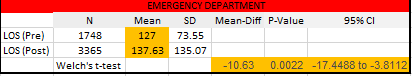 EMERGENCY DEPARTMENT
N Mean SD Mean-Diff P-Value 95% CI
LOS (Pre) 1748 127 73.55
LOS (Post) 3365 137.63 135.07
Welch's t-test -10.63 0.0022 -17.4488 to -3.8112